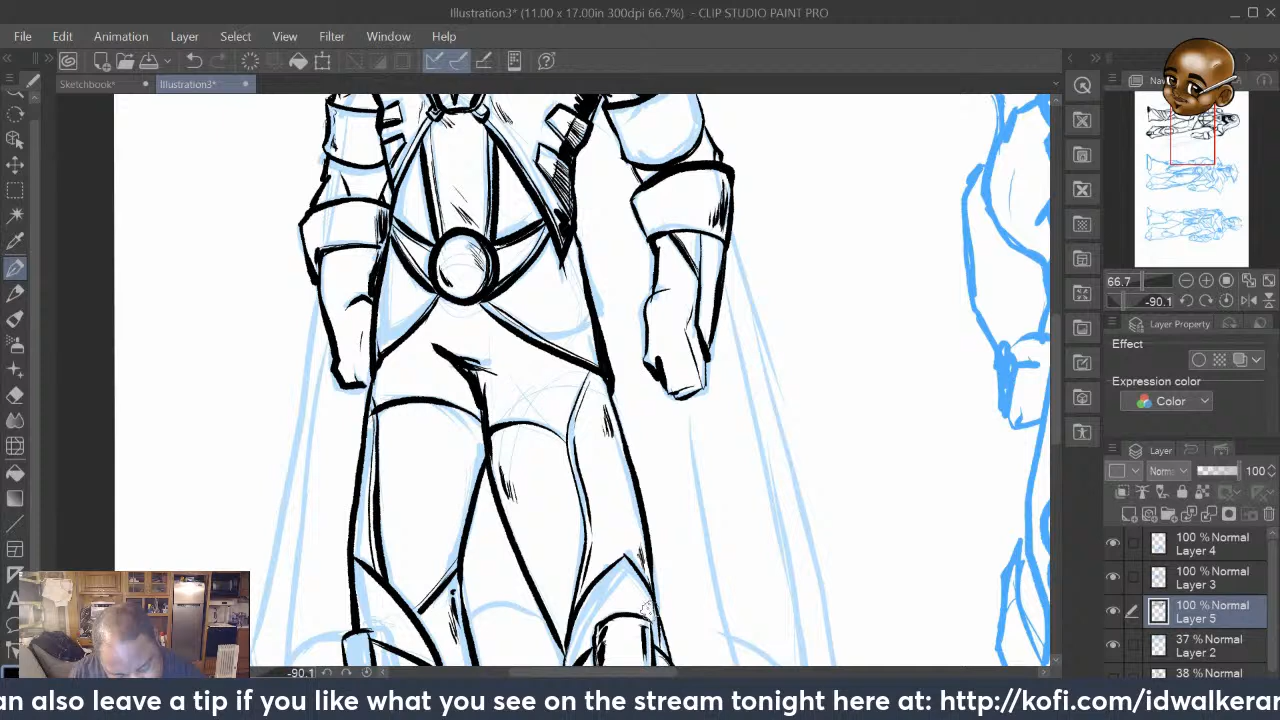 Illustration3* (11.00 x 17.00in 300dpi 66.7%) - CLIP STUDIO PAINT PRO
File Edit Animation Layer Select View Filter Window Help
Sketchbook* Illustration3*
66.7
-90.1
Layer Property
Effect
Expression color
Color
Layer
Norm 100
100 % Normal
Layer 4
100 % Normal
Layer 3
100 % Normal
Layer 5
37 % Normal
Layer 2
38 % Normal
-90.1
an also leave a tip if you like what you see on the stream tonight here at: http://kofi.com/idwalkerar